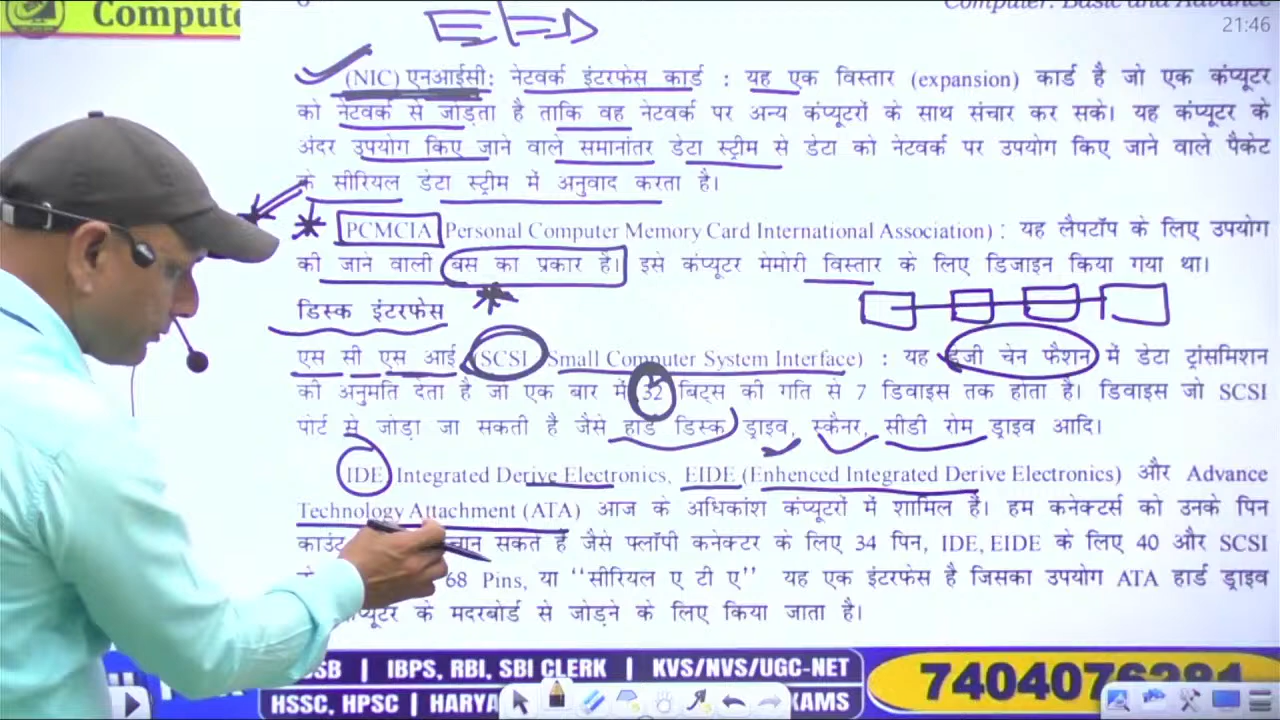 Compute
Computer: Basic and Advance
21:46
(NIC) एनआईसी: नेटवर्क इंटरफेस कार्ड : यह एक विस्तार (expansion) कार्ड है जो एक कंप्यूटर
को नेटवर्क से जोड़ता है ताकि वह नेटवर्क पर अन्य कंप्यूटरों के साथ संचार कर सके। यह कंप्यूटर के
अंदर उपयोग किए जाने वाले समानांतर डेटा स्ट्रीम से डेटा को नेटवर्क पर उपयोग किए जाने वाले पैकेट
के सीरियल डेटा स्ट्रीम में अनुवाद करता है।
PCMCIA Personal Computer Memory Card International Association) : यह लैपटॉप के लिए उपयोग
की जाने वाली बस का प्रकार है। इसे कंप्यूटर मेमोरी विस्तार के लिए डिजाइन किया गया था।
डिस्क इंटरफेस
एस सी एस आई (SCSI Small Computer System Interface) : यह इजी चेन फैशन में डेटा ट्रांसमिशन
की अनुमति देता है जो एक बार में 32 बिट्स की गति से 7 डिवाइस तक होता है। डिवाइस जो SCSI
पोर्ट से जोड़ा जा सकती है जैसे हार्ड डिस्क ड्राइव, स्कैनर, सीडी रोम ड्राइव आदि।
IDE Integrated Derive Electronics, EIDE (Enhenced Integrated Derive Electronics) और Advance
Technology Attachment (ATA) आज के अधिकांश कंप्यूटरों में शामिल हैं। हम कनेक्टर्स को उनके पिन
काउंट सकते हैं जैसे फ्लॉपी कनेक्टर के लिए 34 पिन, IDE, EIDE के लिए 40 और SCSI
68 Pins, या “सीरियल ए टी ए” यह एक इंटरफेस है जिसका उपयोग ATA हार्ड ड्राइव
कंप्यूटर के मदरबोर्ड से जोड़ने के लिए किया जाता है।
SB | IBPS, RBI, SBI CLERK | KVS/NVS/UGC-NET
HSSC, HPSC | HARYA AMS
7404076281